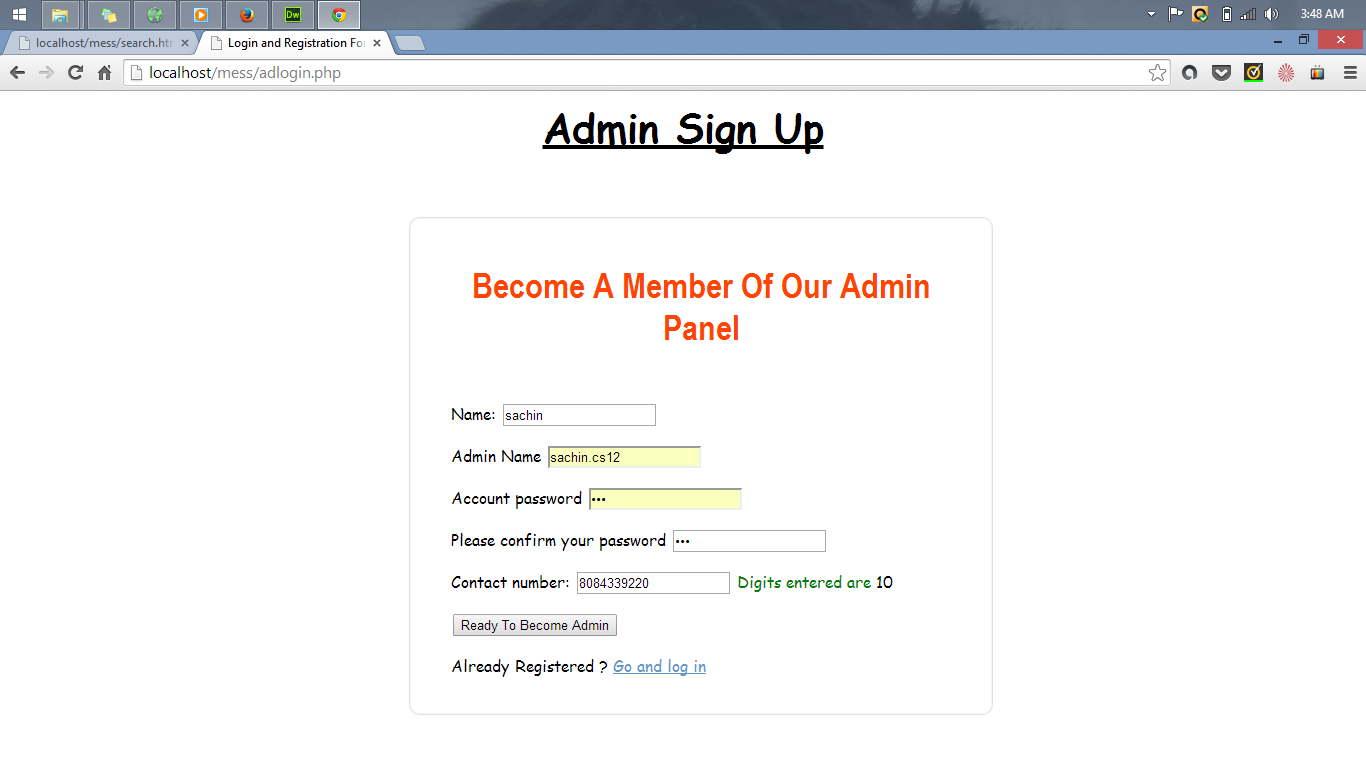 Dw
3:48 AM
localhost/mess/search.ht
Login and Registration Fo
localhost/mess/adlogin.php
Admin Sign Up
Become A Member Of Our Admin
Panel
Name: sachin
Admin Name sachin.cs12
Account password •••
Please confirm your password •••
Contact number: 8084339220 Digits entered are 10
Ready To Become Admin
Already Registered ? Go and log in